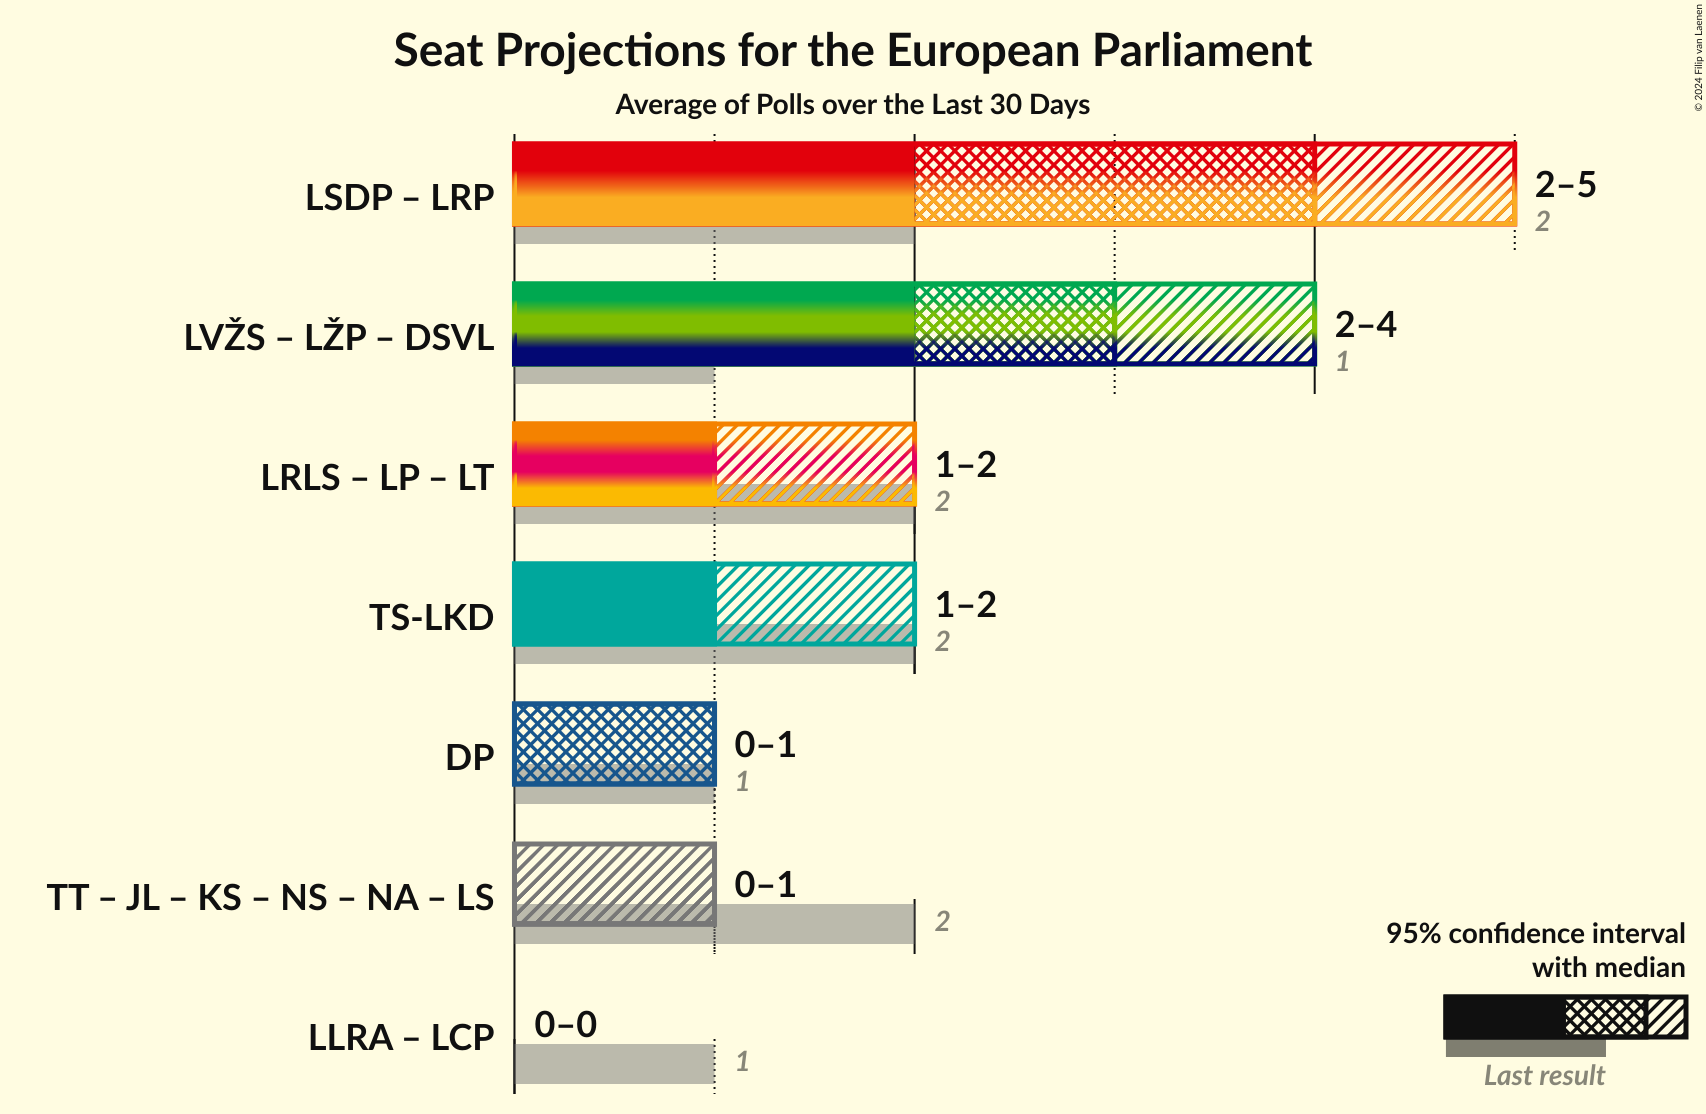 Seat Projections for the European Parliament
Average of Polls over the Last 30 Days
© 2024 Filip van Laenen
LSDP – LRP
2–5
2
LVŽS – LŽP – DSVL
2–4
1
LRLS – LP – LT
1–2
2
TS-LKD
1–2
2
DP
0–1
1
TT – JL – KS – NS – NA – LS
0–1
2
LLRA – LCP
0–0
1
95% confidence interval
with median
Last result